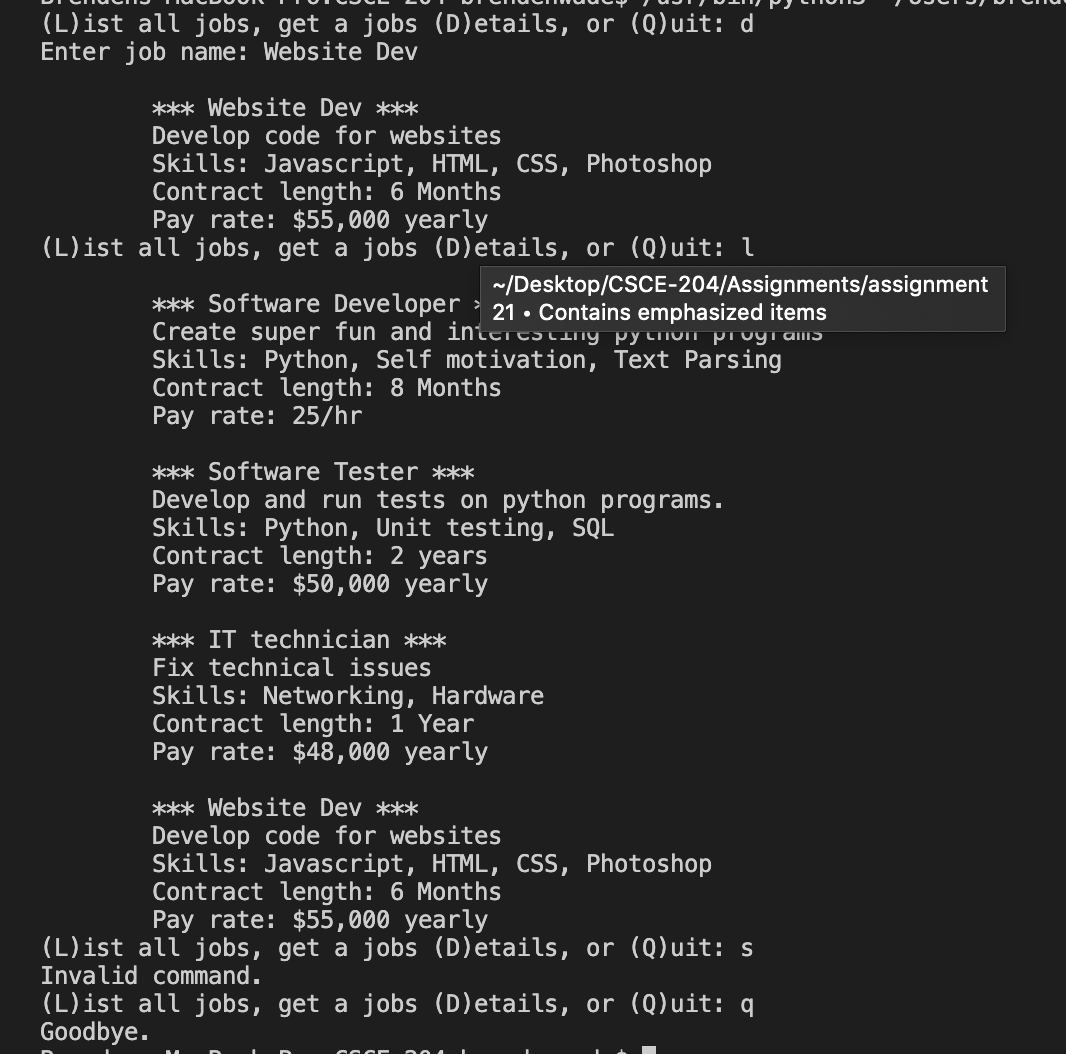 (L)ist all jobs, get a jobs (D)etails, or (Q)uit: d
Enter job name: Website Dev
*** Website Dev ***
Develop code for websites
Skills: Javascript, HTML, CSS, Photoshop
Contract length: 6 Months
Pay rate: $55,000 yearly
(L)ist all jobs, get a jobs (D)etails, or (Q)uit: l
~/Desktop/CSCE-204/Assignments/assignment
21 • Contains emphasized items
*** Software Developer
Create super fun and interesting python programs
Skills: Python, Self motivation, Text Parsing
Contract length: 8 Months
Pay rate: 25/hr
*** Software Tester ***
Develop and run tests on python programs.
Skills: Python, Unit testing, SQL
Contract length: 2 years
Pay rate: $50,000 yearly
*** IT technician ***
Fix technical issues
Skills: Networking, Hardware
Contract length: 1 Year
Pay rate: $48,000 yearly
*** Website Dev ***
Develop code for websites
Skills: Javascript, HTML, CSS, Photoshop
Contract length: 6 Months
Pay rate: $55,000 yearly
(L)ist all jobs, get a jobs (D)etails, or (Q)uit: s
Invalid command.
(L)ist all jobs, get a jobs (D)etails, or (Q)uit: q
Goodbye.